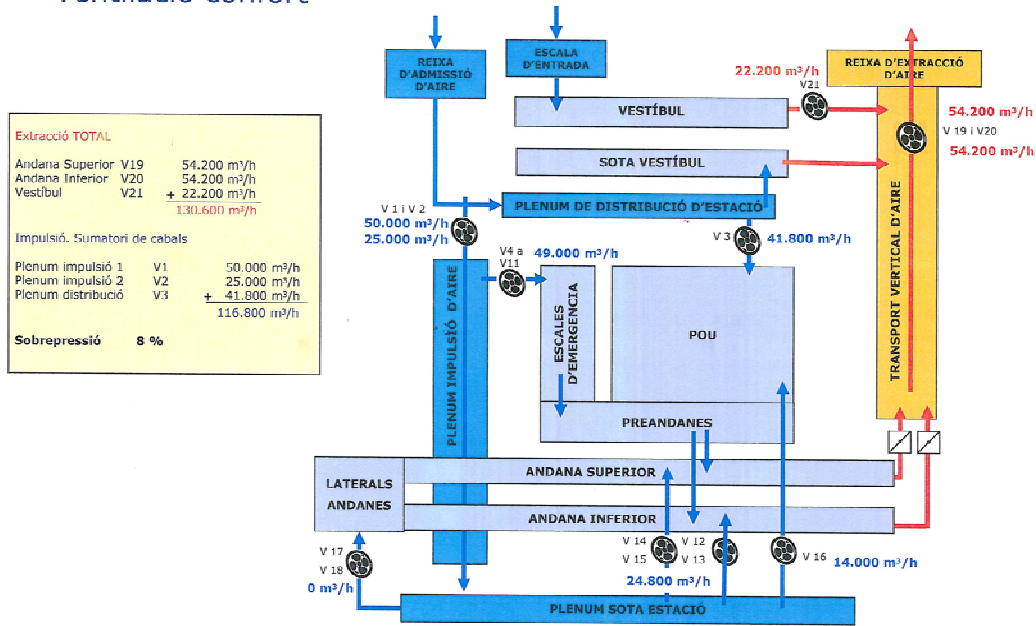 Ventilació confort
REIXA
D'ADMISSIÓ
D'AIRE
ESCALA
D'ENTRADA
22.200 m³/h
V21
REIXA D'EXTRACCIÓ
D'AIRE
VESTÍBUL
54.200 m³/h
V 19 i V20
54.200 m³/h
SOTA VESTÍBUL
Extracció TOTAL
Andana Superior V19 54.200 m³/h
Andana Inferior V20 54.200 m³/h
Vestíbul V21 + 22.200 m³/h
130.600 m³/h
Impulsió. Sumatori de cabals
Plenum impulsió 1 V1 50.000 m³/h
Plenum impulsió 2 V2 25.000 m³/h
Plenum distribució V3 + 41.800 m³/h
116.800 m³/h
Sobrepressió 8 %
V 1 i V 2
50.000 m³/h
25.000 m³/h
PLENUM DE DISTRIBUCIÓ D'ESTACIÓ
V 3
41.800 m³/h
V4 a
V11
49.000 m³/h
PLENUM IMPULSIÓ D'AIRE
ESCALES
D'EMERGENCIA
POU
TRANSPORT VERTICAL D'AIRE
PREANDANES
LATERALS
ANDANES
ANDANA SUPERIOR
ANDANA INFERIOR
V 17
V 18
0 m³/h
V 14
V 15
V 12
V 13
24.800 m³/h
V 16
14.000 m³/h
PLENUM SOTA ESTACIÓ